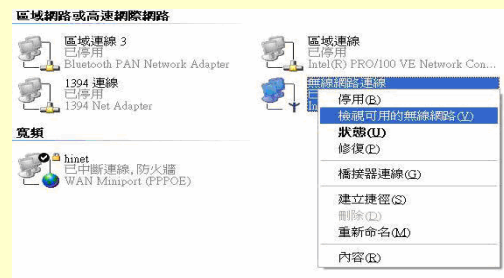 區域網路或高速網際網路
區域連線 3
已停用
Bluetooth PAN Network Adapter
區域連線
已停用
Intel(R) PRO/100 VE Network Con...
1394 連線
已停用
1394 Net Adapter
無線網路連線
已
In
停用(B)
檢視可用的無線網路(V)
狀態(U)
修復(P)
橋接器連線(G)
建立捷徑(S)
刪除(D)
重新命名(M)
內容(R)
寬頻
hinet
已中斷連線, 防火牆
WAN Miniport (PPPOE)